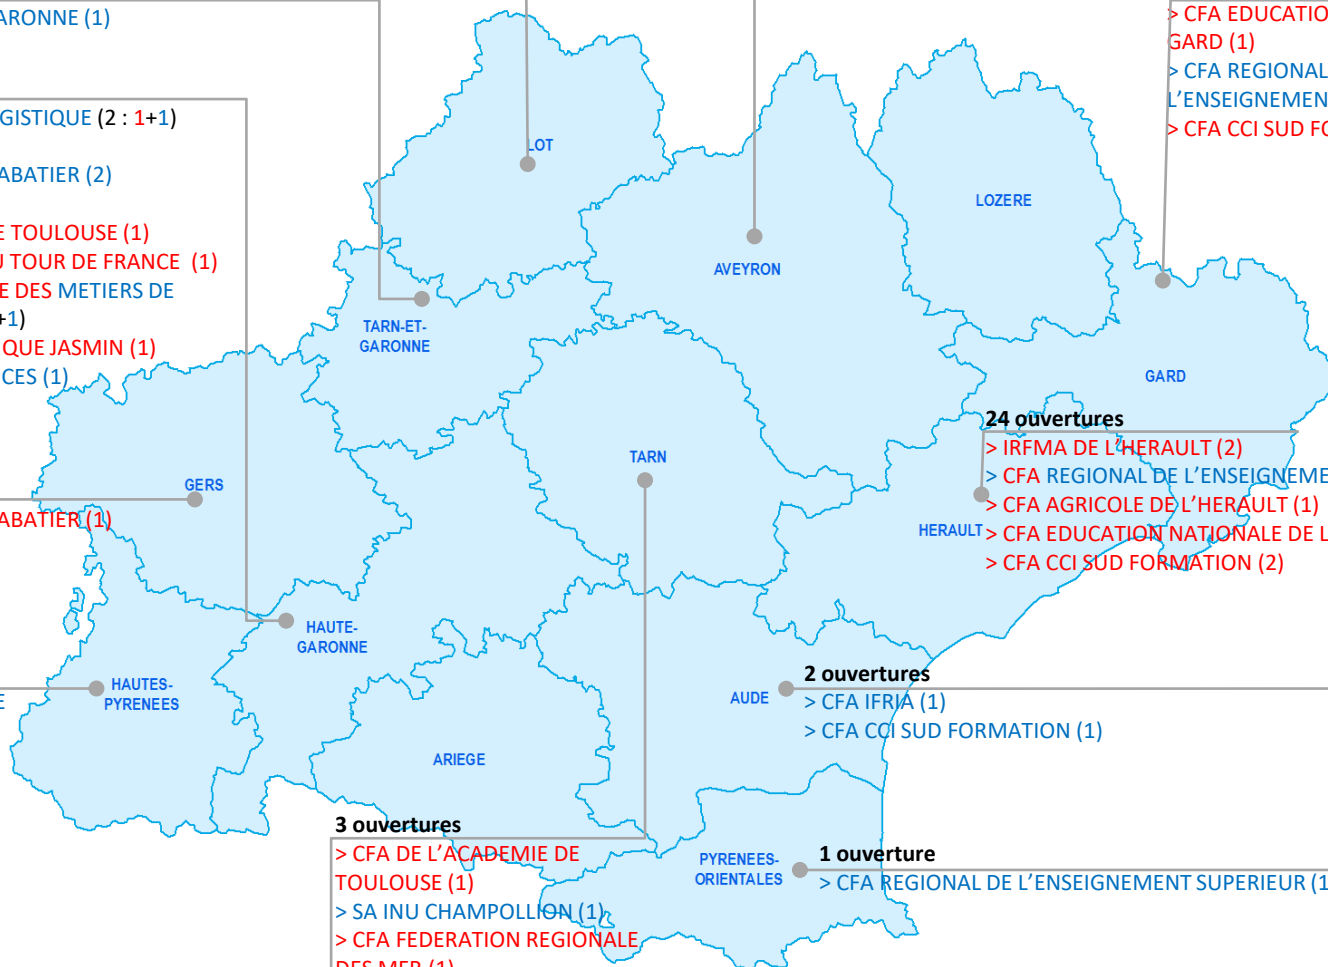 ARONNE (1)
GISTIQUE (2 : 1+1)
ABATIER (2)
E TOULOUSE (1)
U TOUR DE FRANCE (1)
E DES METIERS DE
+1)
QUE JASMIN (1)
CES (1)
ABATIER (1)
E
> CFA EDUCATIO
GARD (1)
> CFA REGIONAL
L'ENSEIGNEMEN
> CFA CCI SUD FO
LOT
LOZERE
AVEYRON
TARN-ET-
GARONNE
GARD
24 ouvertures
> IRFMA DE L'HERAULT (2)
> CFA REGIONAL DE L'ENSEIGNEME
> CFA AGRICOLE DE L'HERAULT (1)
> CFA EDUCATION NATIONALE DE L
> CFA CCI SUD FORMATION (2)
TARN
GERS
HERAULT
HAUTE-
GARONNE
HAUTES-
PYRENEES
AUDE
2 ouvertures
> CFA IFRIA (1)
> CFA CCI SUD FORMATION (1)
ARIEGE
3 ouvertures
> CFA DE L'ACADEMIE DE
TOULOUSE (1)
> SA INU CHAMPOLLION (1)
> CFA FEDERATION REGIONALE
DES MFR (1)
PYRENEES-
ORIENTALES
1 ouverture
> CFA REGIONAL DE L'ENSEIGNEMENT SUPERIEUR (1